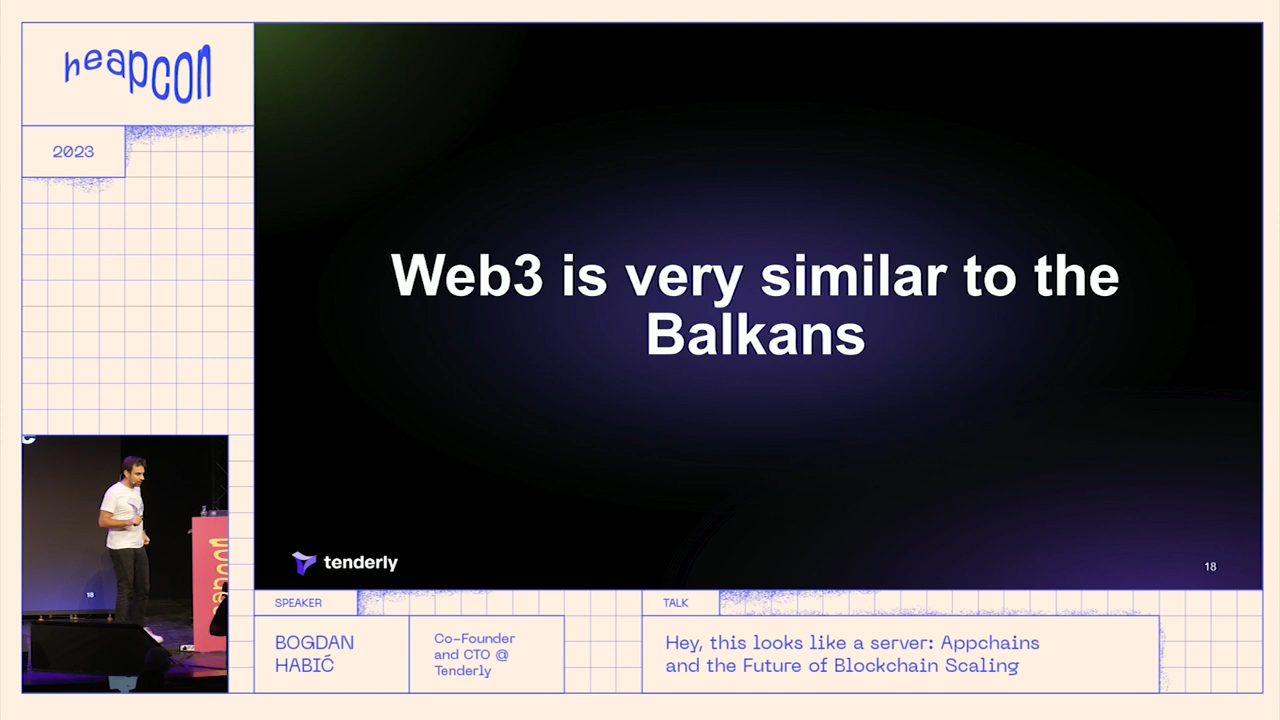 heapcon
2023
Web3 is very similar to the
Balkans
tenderly
18
18
SPEAKER
BOGDAN
HABIĆ
Co-Founder
and CTO @
Tenderly
TALK
Hey, this looks like a server: Appchains
and the Future of Blockchain Scaling